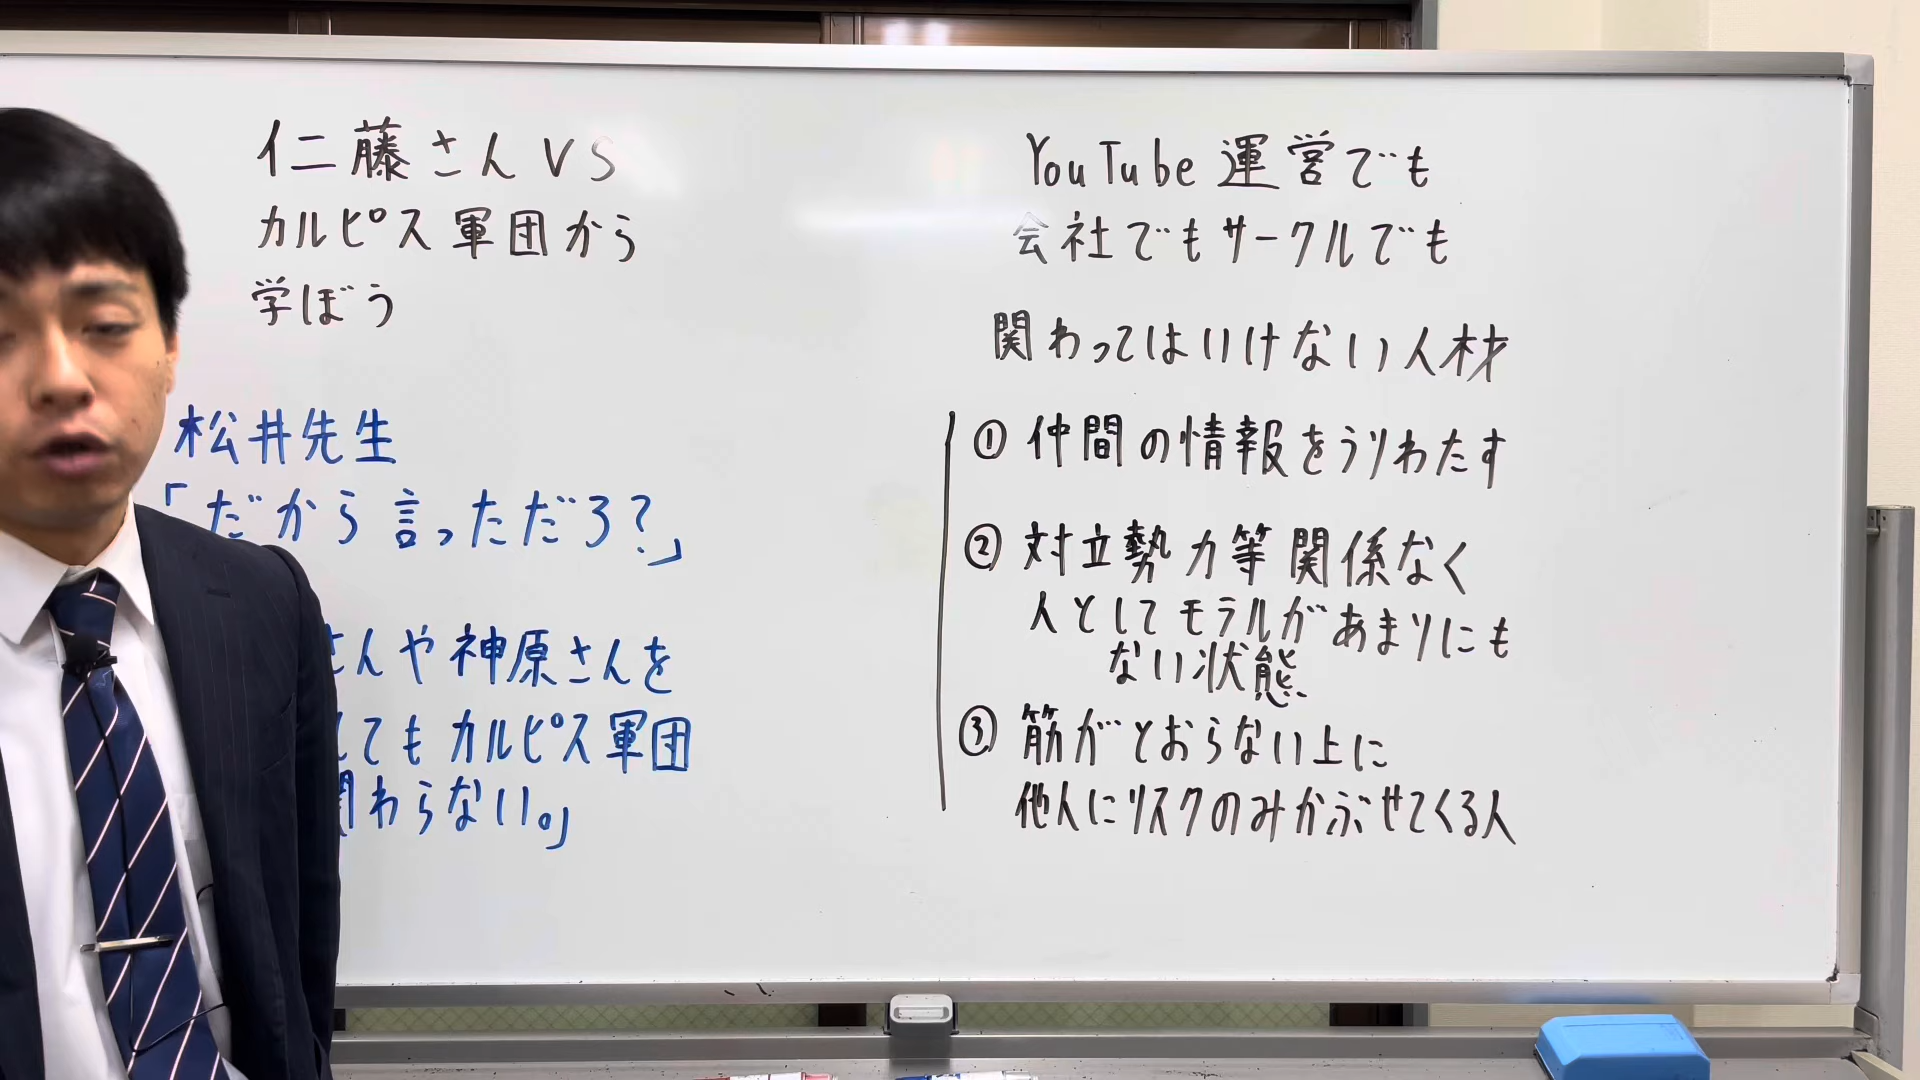 仁藤さんVS
カルピス軍団から
学ぼう
松井先生
「だから言っただろ?」
さんや神原さんを
てもカルピス軍団
関わらない。」
YouTube運営でも
会社でもサークルでも
関わってはいけない人材
① 仲間の情報をうりわたす
② 対立勢力等関係なく
人としてモラルがあまりにも
ない状態
③ 筋がとおらない上に
他人にリスクのみかぶせてくる人